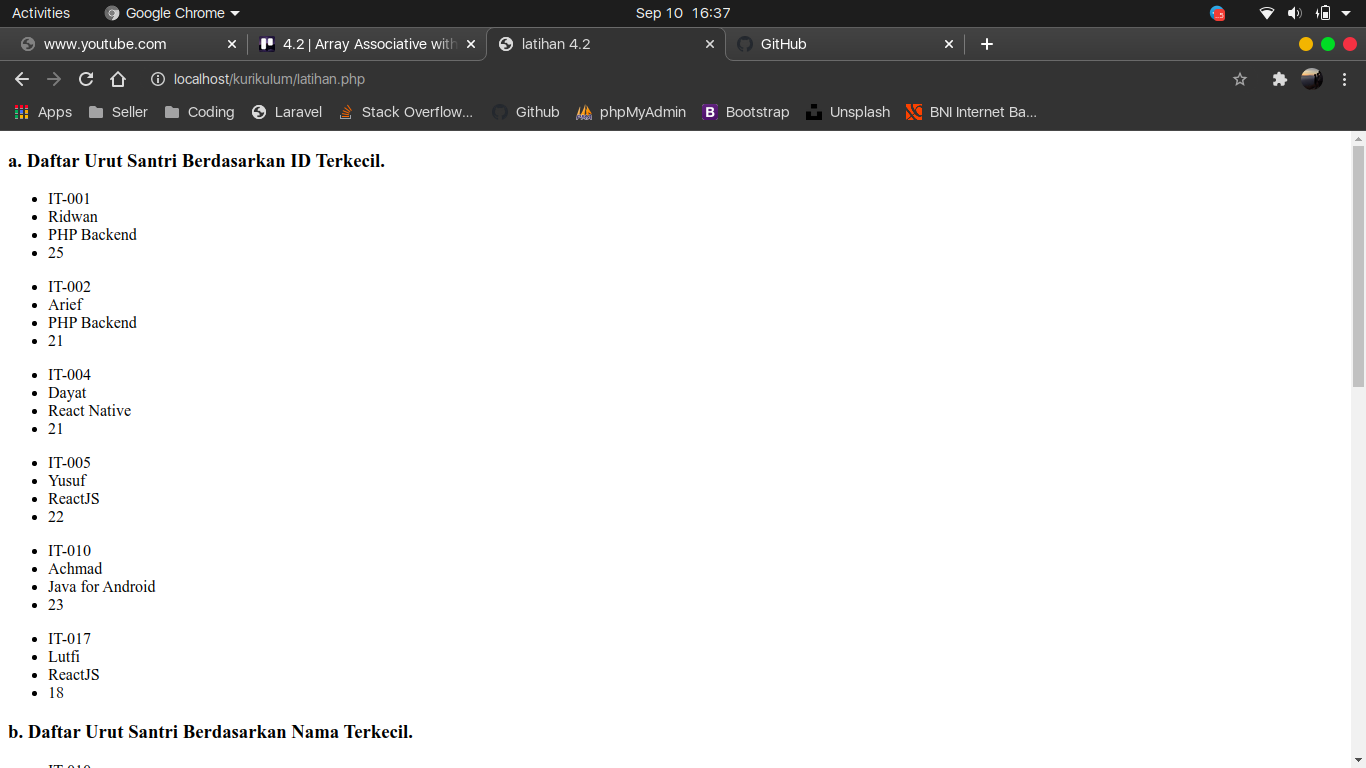 Activities Google Chrome Sep 10 16:37
www.youtube.com 4.2 | Array Associative with latihan 4.2 GitHub
localhost/kurikulum/latihan.php
Apps Seller Coding Laravel Stack Overflow... Github phpMyAdmin Bootstrap Unsplash BNI Internet Ba...
a. Daftar Urut Santri Berdasarkan ID Terkecil.
IT-001
Ridwan
PHP Backend
25
IT-002
Arief
PHP Backend
21
IT-004
Dayat
React Native
21
IT-005
Yusuf
ReactJS
22
IT-010
Achmad
Java for Android
23
IT-017
Lutfi
ReactJS
18
b. Daftar Urut Santri Berdasarkan Nama Terkecil.
IT-010